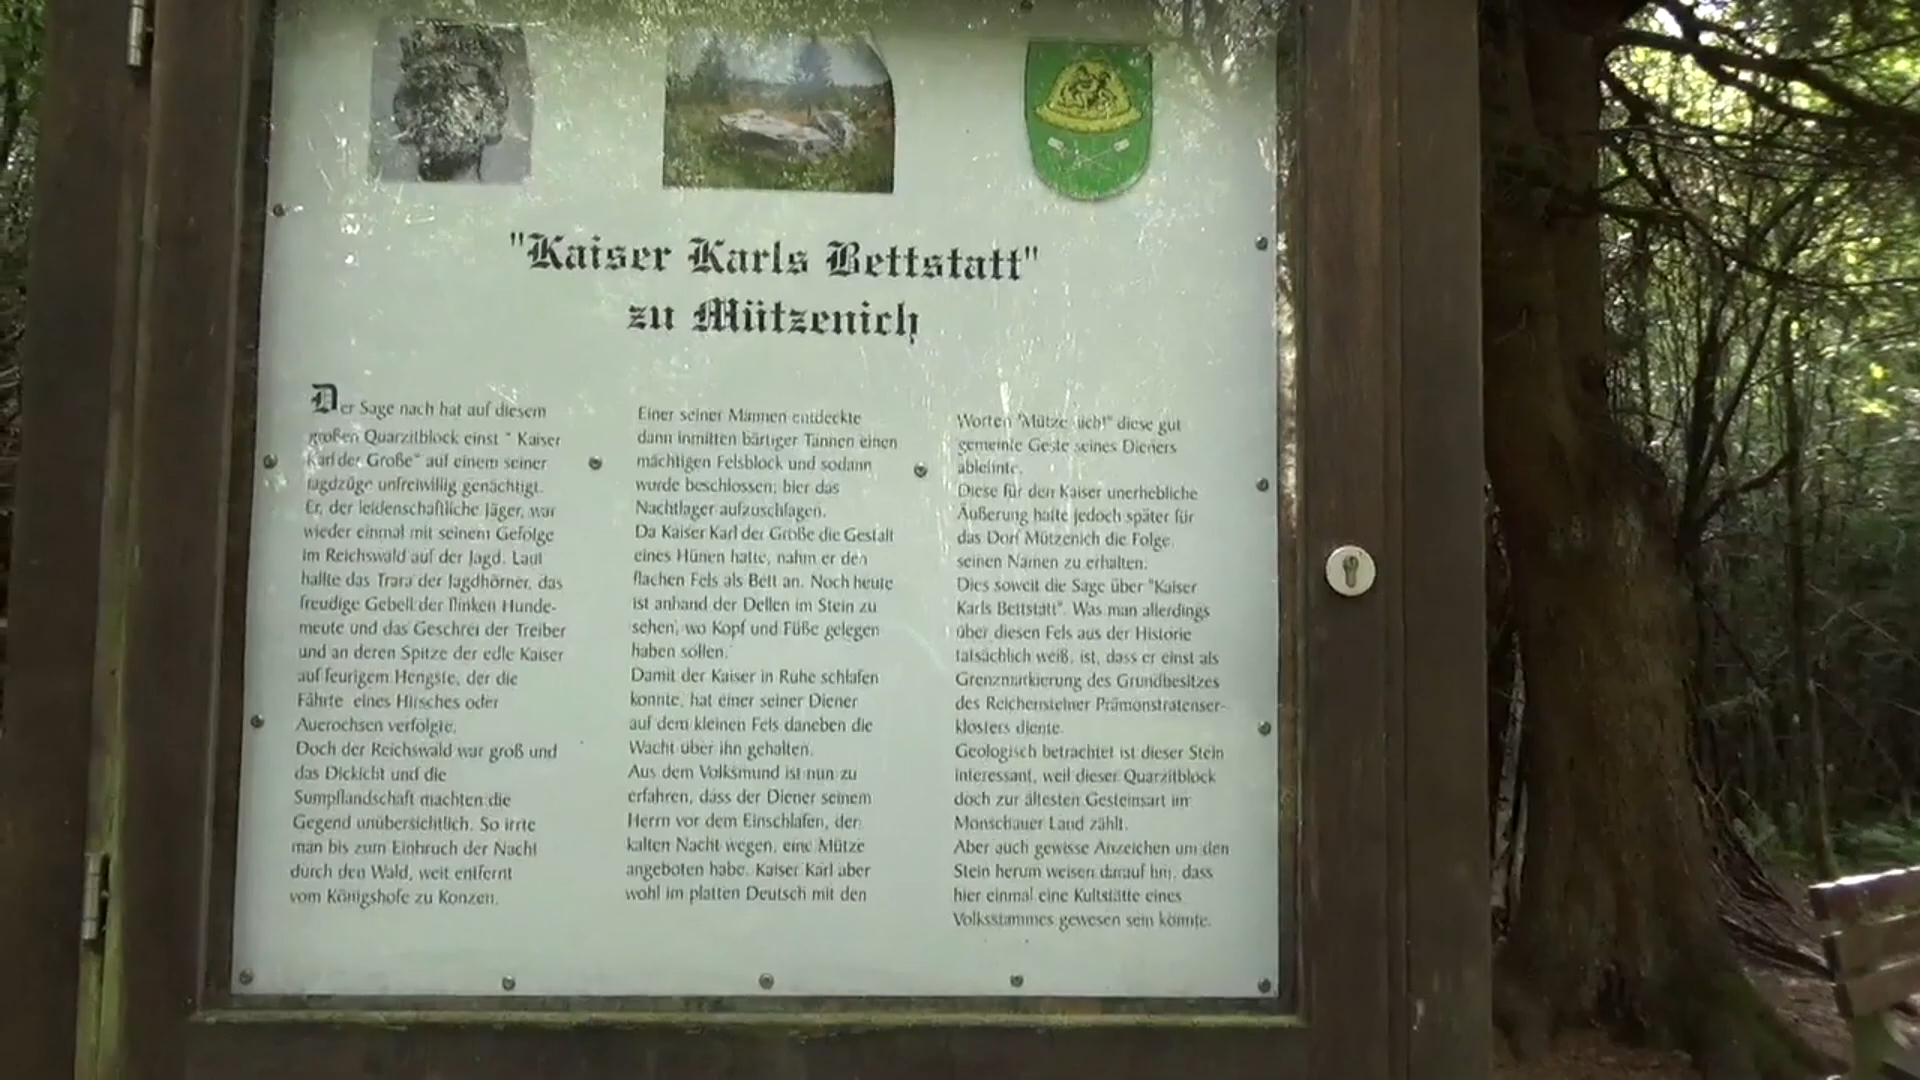 "Kaiser Karls Bettstatt"
zu Mützenich
Der Sage nach hat auf diesem
großen Quarzitblock einst " Kaiser
Karl der Große" auf einem seiner
Jagdzüge unfreiwillig genächtigt.
Er, der leidenschaftliche Jäger, war
wieder einmal mit seinem Gefolge
im Reichswald auf der Jagd. Laut
hallte das Trara der Jagdhörner, das
freudige Gebell der flinken Hunde-
meute und das Geschrei der Treiber
und an deren Spitze der edle Kaiser
auf feurigem Hengste, der die
Fährte eines Hirsches oder
Auerochsen verfolgte.
Doch der Reichswald war groß und
das Dickicht und die
Sumpflandschaft machten die
Gegend unübersichtlich. So irrte
man bis zum Einbruch der Nacht
durch den Wald, weit entfernt
vom Königshofe zu Konzen.
Einer seiner Mannen entdeckte
dann inmitten bärtiger Tannen einen
mächtigen Felsblock und sodann
wurde beschlossen, hier das
Nachtlager aufzuschlagen.
Da Kaiser Karl der Große die Gestalt
eines Hünen hatte, nahm er den
flachen Fels als Bett an. Noch heute
ist anhand der Dellen im Stein zu
sehen, wo Kopf und Füße gelegen
haben sollen.
Damit der Kaiser in Ruhe schlafen
konnte, hat einer seiner Diener
auf dem kleinen Fels daneben die
Wacht über ihn gehalten.
Aus dem Volksmund ist nun zu
erfahren, dass der Diener seinem
Herrn vor dem Einschlafen, der
kalten Nacht wegen, eine Mütze
angeboten habe. Kaiser Karl aber
wohl im platten Deutsch mit den
Worten "Mütze nich!" diese gut
gemeinte Geste seines Dieners
ablehnte.
Diese für den Kaiser unerhebliche
Äußerung hatte jedoch später für
das Dorf Mützenich die Folge,
seinen Namen zu erhalten.
Dies soweit die Sage über "Kaiser
Karls Bettstatt". Was man allerdings
über diesen Fels aus der Historie
tatsächlich weiß, ist, dass er einst als
Grenzmarkierung des Grundbesitzes
des Reichensteiner Prämonstratenser-
klosters diente.
Geologisch betrachtet ist dieser Stein
interessant, weil dieser Quarzitblock
doch zur ältesten Gesteinsart im
Monschauer Land zählt.
Aber auch gewisse Anzeichen um den
Stein herum weisen darauf hin, dass
hier einmal eine Kultstätte eines
Volksstammes gewesen sein könnte.